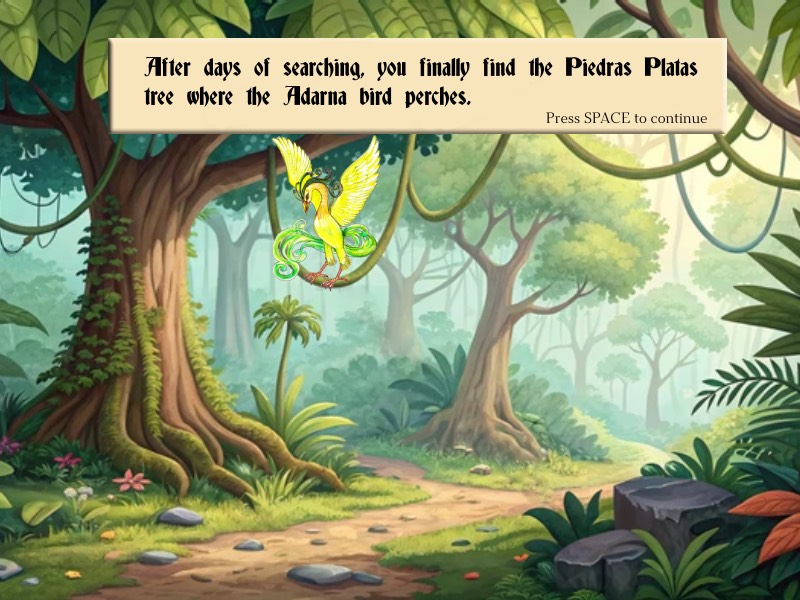 After days of searching, you finally find the Piedras Platas
tree where the Adarna bird perches.
Press SPACE to continue